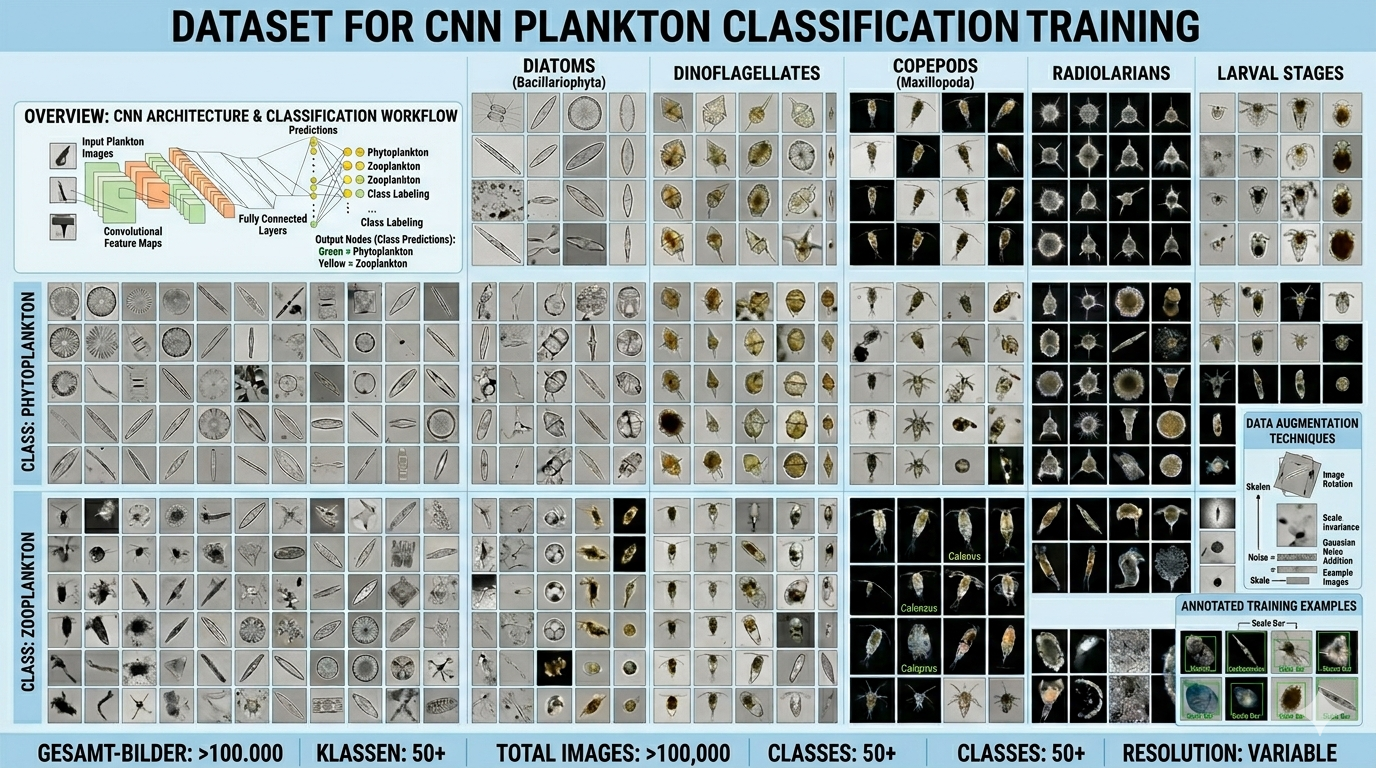 DATASET FOR CNN PLANKTON CLASSIFICATION TRAINING
DIATOMS
(Bacillariophyta)
DINOFLAGELLATES
COPEPODS
(Maxillopoda)
RADIOLARIANS
LARVAL STAGES
OVERVIEW: CNN ARCHITECTURE & CLASSIFICATION WORKFLOW
Predictions
Input Plankton
Images
Phytoplankton
Zooplankton
Zooplankton
Class Labeling
...
Class Labeling
Fully Connected
Layers
Convolutional
Feature Maps
Output Nodes (Class Predictions):
Green = Phytoplankton
Yellow = Zooplankton
CLASS: PHYTOPLANKTON
CLASS: ZOOPLANKTON
Caleovs
Calenzus
Caioprus
DATA AUGMENTATION
TECHNIQUES
Skalen
Image
Rotation
Scale
invariance
Gaussian
Neleo
Addition
Noise =
Eeample
Images
Skale
ANNOTATED TRAINING EXAMPLES
Seale Ber
GESAMT-BILDER: >100.000
KLASSEN: 50+
TOTAL IMAGES: >100,000
CLASSES: 50+
CLASSES: 50+
RESOLUTION: VARIABLE